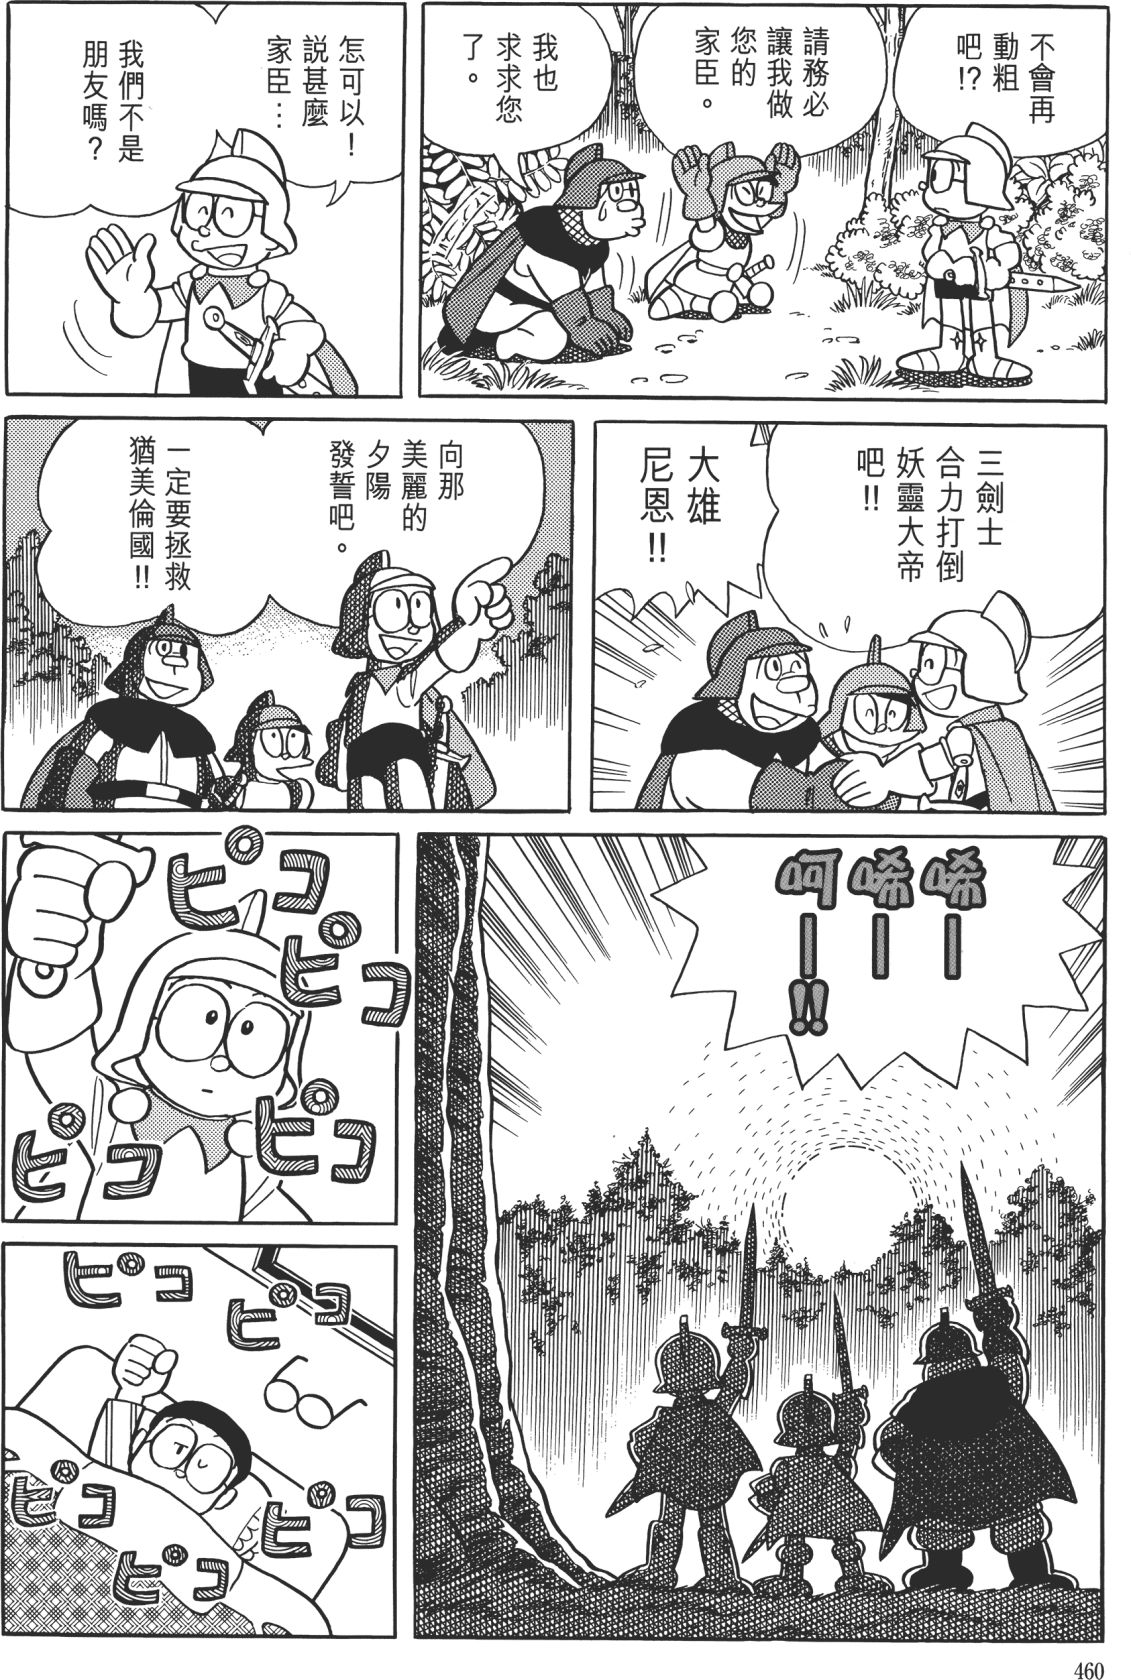 不會再
動粗
吧!?
請務必
讓我做
您的
家臣。
我也
求求您
了。
怎可以!
説甚麼
家臣…
我們不是
朋友嗎?
三劍士
合力打倒
妖靈大帝
吧!!
大雄
尼恩!!
向那
美麗的
夕陽
發誓吧。
一定要拯救
猶美倫國!!
唏—
唏—
呵—!!
ピコ
ピコ
ピコ
ピコ
ピコ
ピコ
ピコ
ピコ
ピコ
460